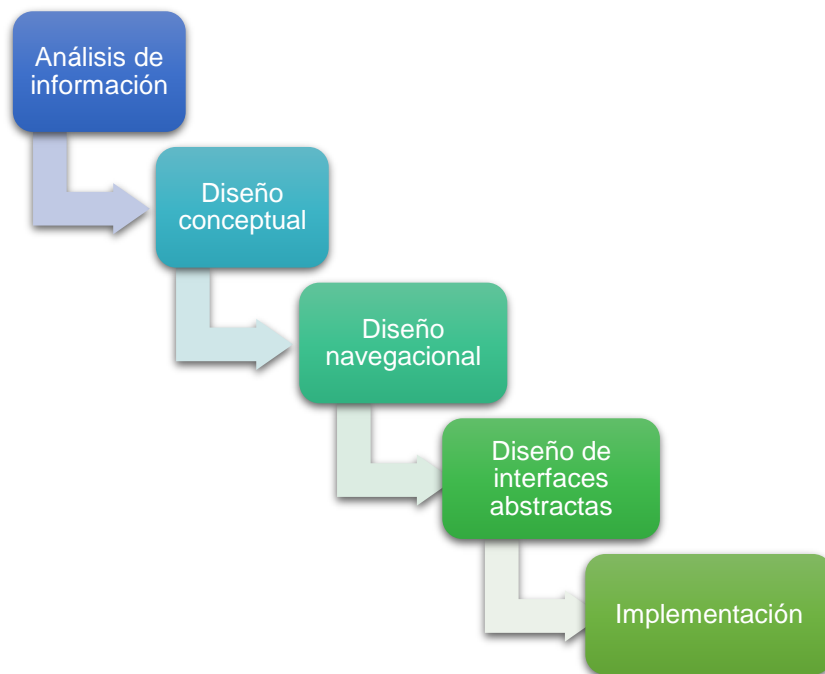 Análisis de
información
Diseño
conceptual
Diseño
navegacional
Diseño de
interfaces
abstractas
Implementación